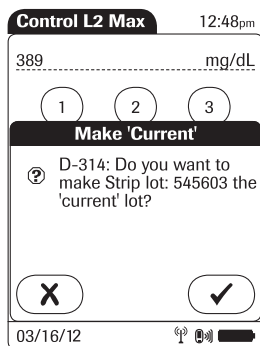 Control L2 Max 12:48pm
389 mg/dL
1 2 3
Make 'Current'
D-314: Do you want to
make Strip lot: 545603 the
'current' lot?
03/16/12